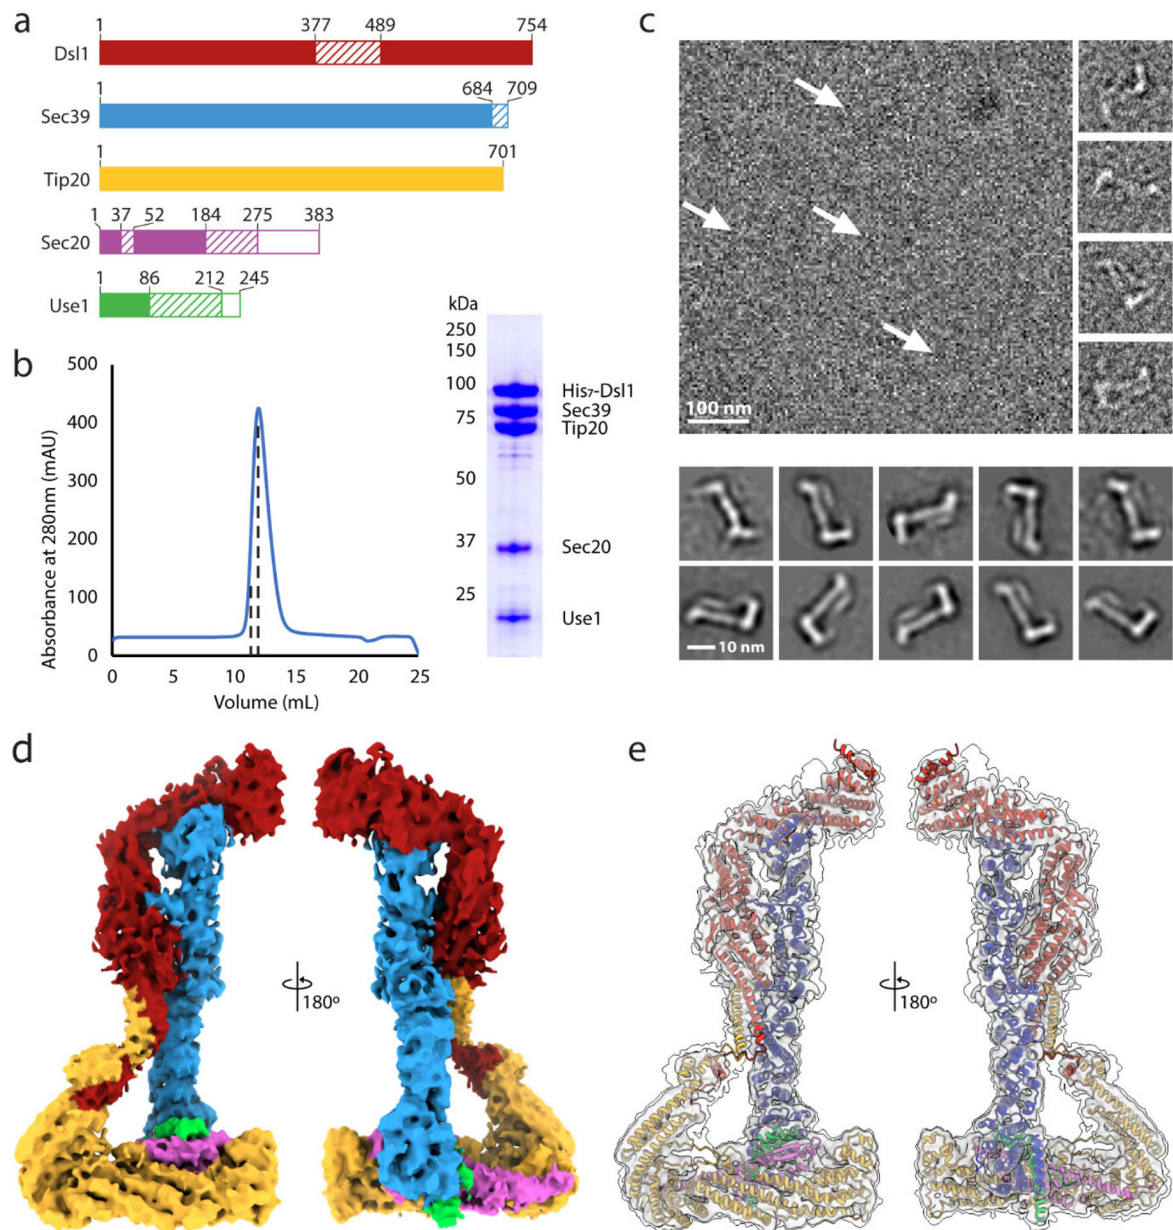 a
1 377 489 754
Dsl1
1 684 709
Sec39
1 701
Tip20
1 37 52 184 275 383
Sec20
1 86 212 245
Use1
b
500
400
300
200
100
0
Absorbance at 280nm (mAU)
0 5 10 15 20 25
Volume (mL)
kDa
250
150
100
75
50
37
25
His₇-Dsl1
Sec39
Tip20
Sec20
Use1
c
100 nm
10 nm
d
180º
e
180º